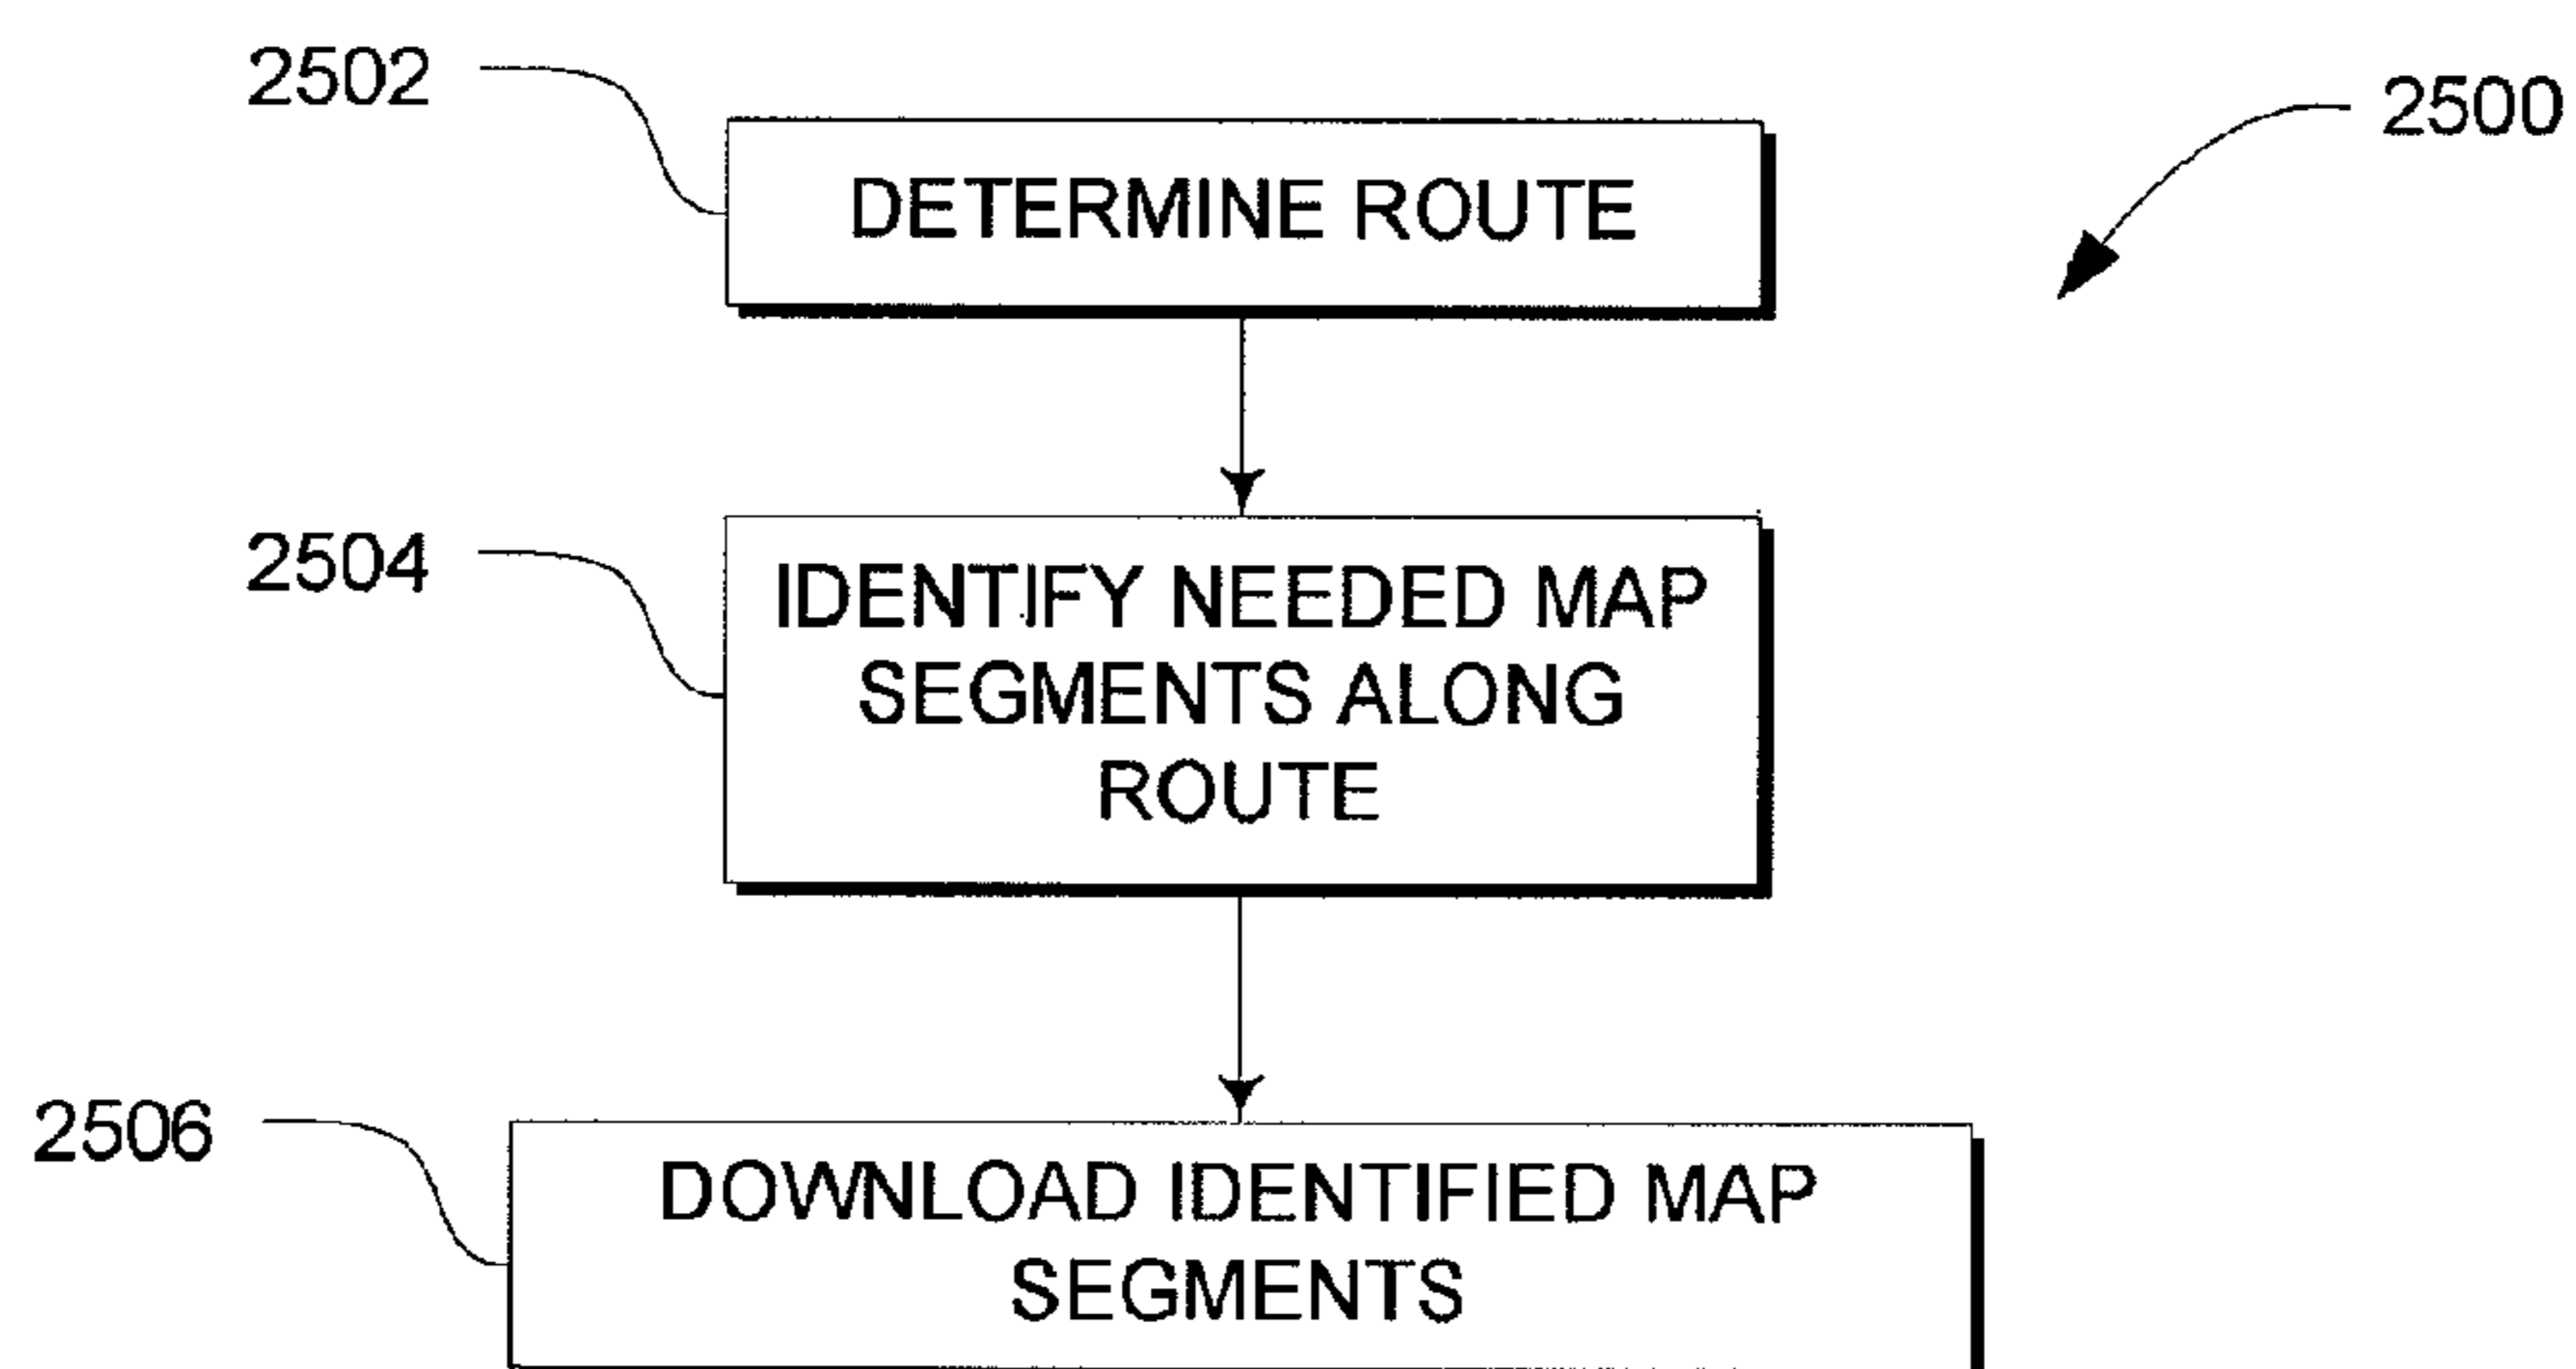 2502
2500
DETERMINE ROUTE
2504
IDENTIFY NEEDED MAP
SEGMENTS ALONG
ROUTE
2506
DOWNLOAD IDENTIFIED MAP
SEGMENTS